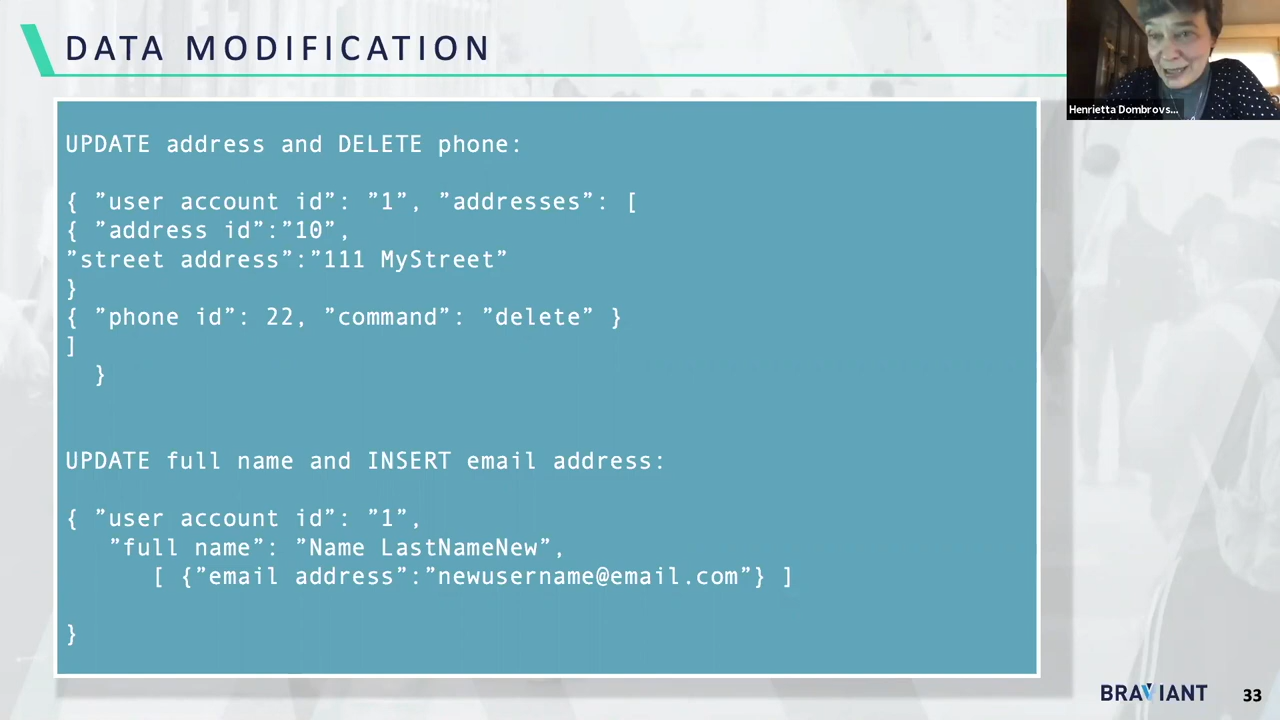 DATA MODIFICATION
Henrietta Dombrovs...
UPDATE address and DELETE phone:
{ ”user account id”: ”1”, ”addresses”: [
{ ”address id”:”10”,
”street address”:”111 MyStreet”
}
{ ”phone id”: 22, ”command”: ”delete” }
]
}
UPDATE full name and INSERT email address:
{ ”user account id”: ”1”,
”full name”: ”Name LastNameNew”,
[ {”email address”:”newusername@email.com”} ]
}
BRAVIANT
33